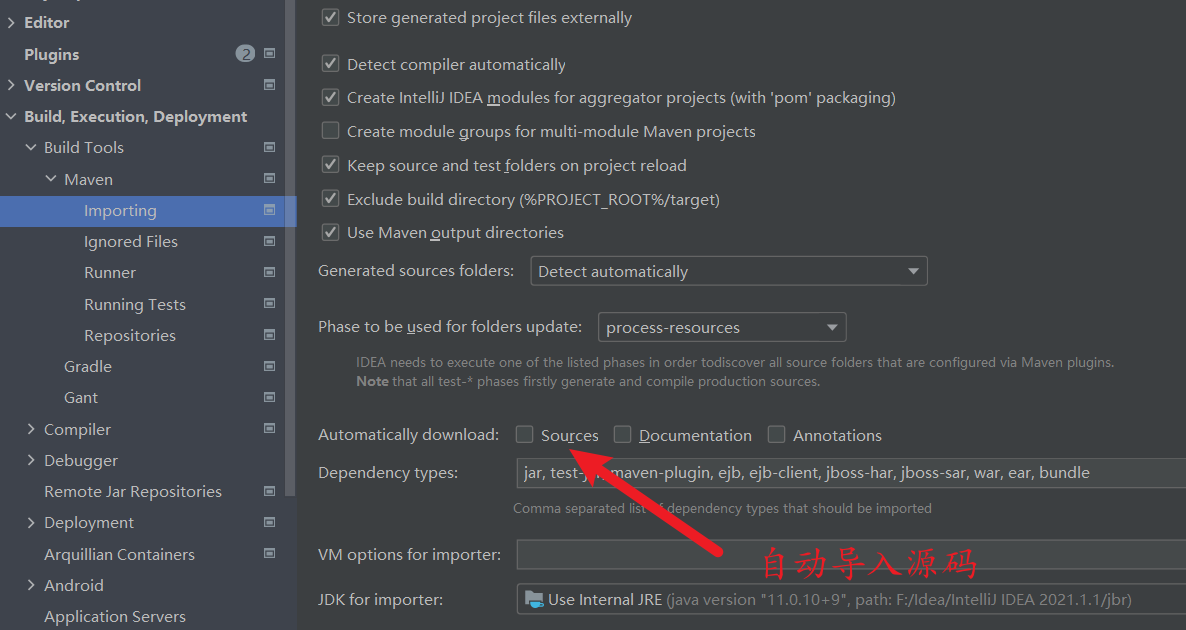 Editor
Plugins 2
Version Control
Build, Execution, Deployment
Build Tools
Maven
Importing
Ignored Files
Runner
Running Tests
Repositories
Gradle
Gant
Compiler
Debugger
Remote Jar Repositories
Deployment
Arquillian Containers
Android
Application Servers
Store generated project files externally
Detect compiler automatically
Create IntelliJ IDEA modules for aggregator projects (with 'pom' packaging)
Create module groups for multi-module Maven projects
Keep source and test folders on project reload
Exclude build directory (%PROJECT_ROOT%/target)
Use Maven output directories
Generated sources folders: Detect automatically
Phase to be used for folders update: process-resources
IDEA needs to execute one of the listed phases in order todiscover all source folders that are configured via Maven plugins.
Note that all test-* phases firstly generate and compile production sources.
Automatically download: Sources Documentation Annotations
Dependency types: jar, test-jar, maven-plugin, ejb, ejb-client, jboss-har, jboss-sar, war, ear, bundle
Comma separated list of dependency types that should be imported
VM options for importer:
自动导入源码
JDK for importer: Use Internal JRE (java version "11.0.10+9", path: F:/Idea/IntelliJ IDEA 2021.1.1/jbr)